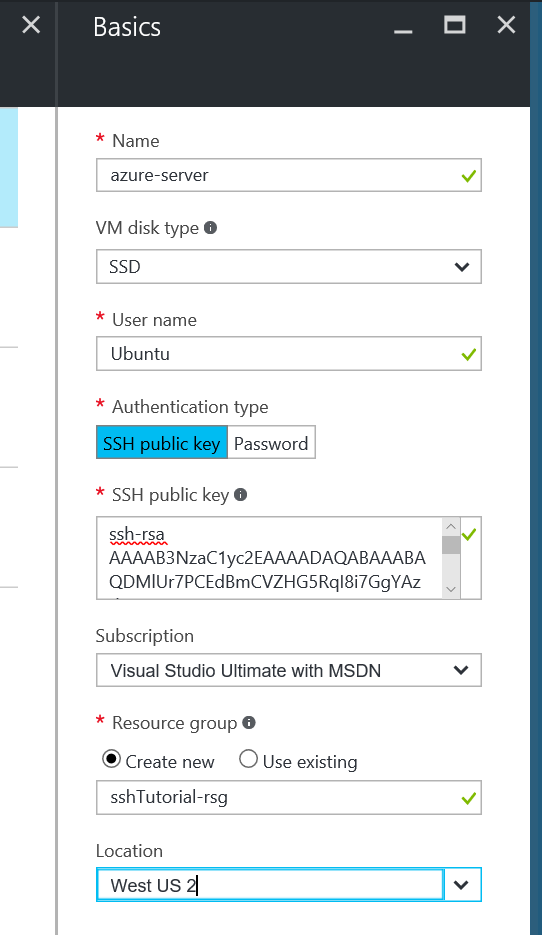 Basics
* Name
azure-server
VM disk type
SSD
* User name
Ubuntu
* Authentication type
SSH public key Password
* SSH public key
ssh-rsa
AAAAB3NzaC1yc2EAAAADAQABAAABA
QDMlUr7PCEdBmCVZHG5RqI8i7GgYAz
Subscription
Visual Studio Ultimate with MSDN
* Resource group
Create new Use existing
sshTutorial-rsg
Location
West US 2